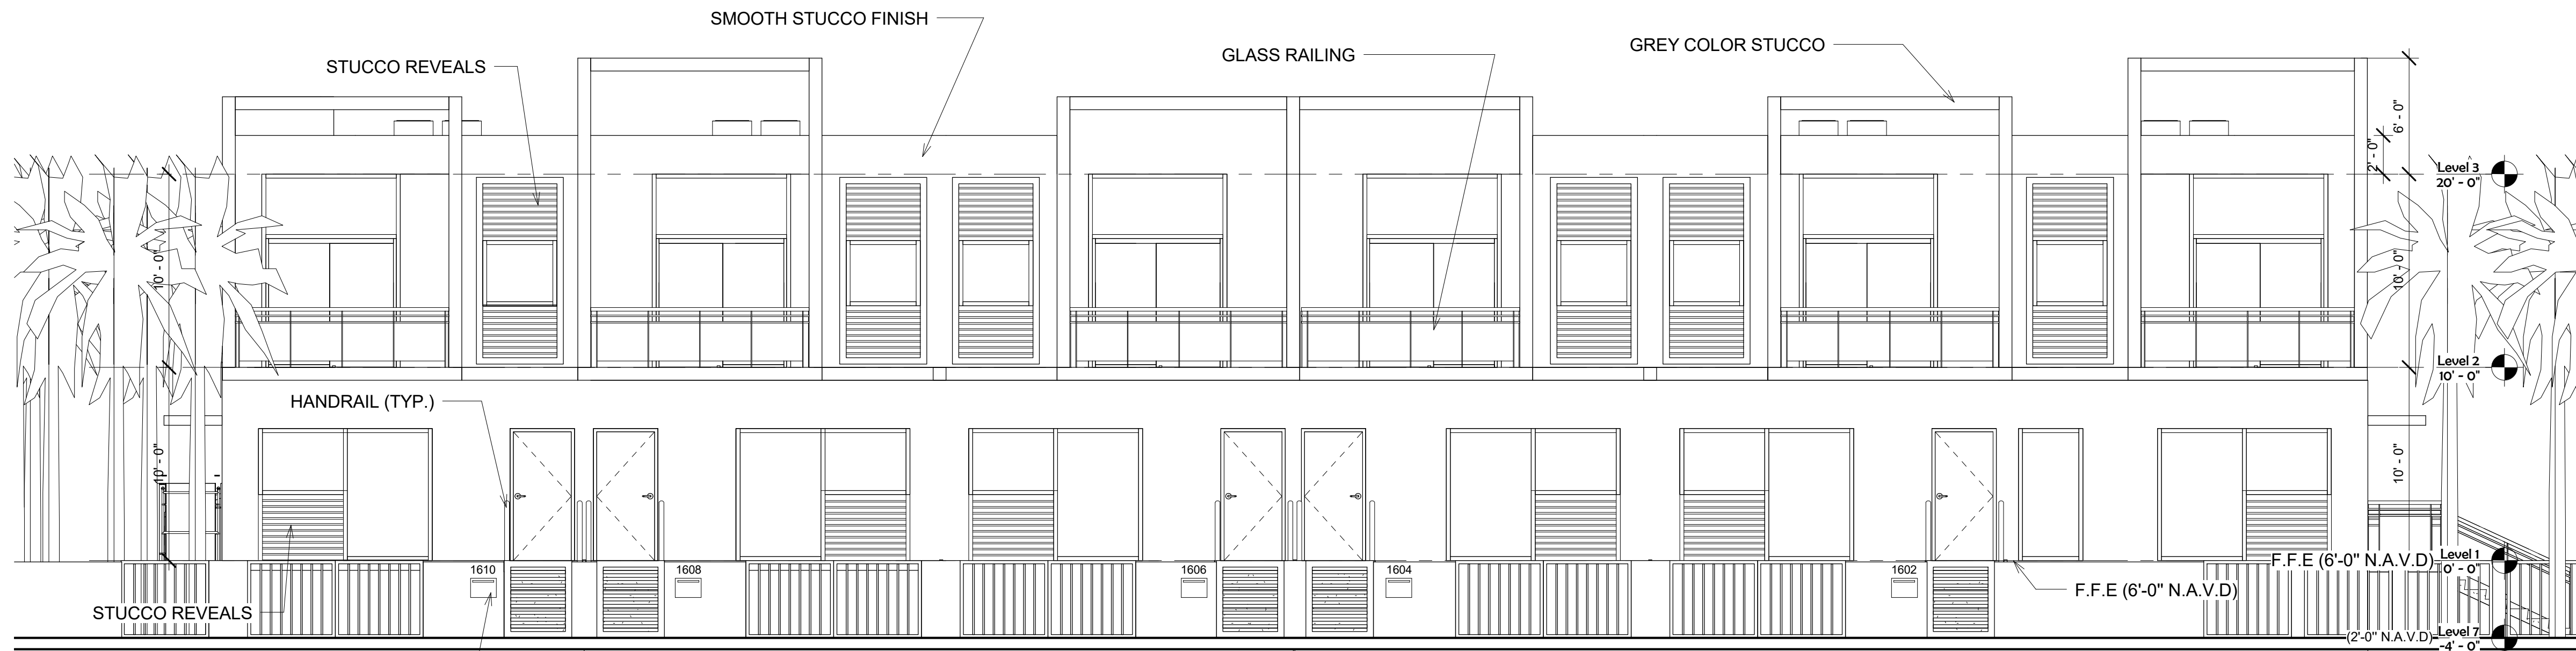 SMOOTH STUCCO FINISH
GREY COLOR STUCCO
GLASS RAILING
STUCCO REVEALS
6' - 0"
2' - 0"
Level 3
20' - 0"
10' - 0"
10' - 0"
Level 2
10' - 0"
HANDRAIL (TYP.)
10' - 0"
10' - 0"
F.F.E (6'-0" N.A.V.D)
Level 1
0' - 0"
1610
1608
1606
1604
1602
F.F.E (6'-0" N.A.V.D)
STUCCO REVEALS
(2'-0" N.A.V.D)
Level 7
-4' - 0"